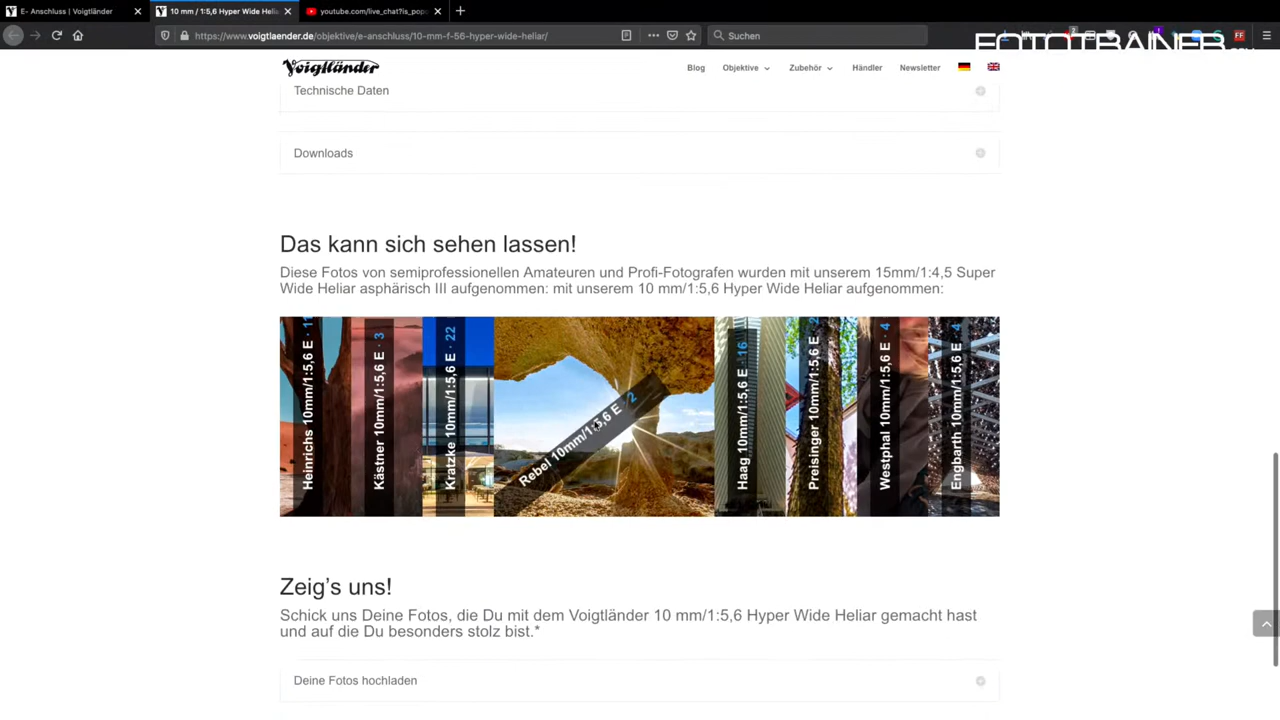 E- Anschluss | Voigtländer
10 mm / 1:5,6 Hyper Wide Helia
youtube.com/live_chat?is_popo
https://www.voigtlaender.de/objektive/e-anschluss/10-mm-f-56-hyper-wide-heliar/
Suchen
FOTOTRAINER
Voigtländer
Blog
Objektive
Zubehör
Händler
Newsletter
Technische Daten
Downloads
Das kann sich sehen lassen!
Diese Fotos von semiprofessionellen Amateuren und Profi-Fotografen wurden mit unserem 15mm/1:4,5 Super
Wide Heliar asphärisch III aufgenommen: mit unserem 10 mm/1:5,6 Hyper Wide Heliar aufgenommen:
Heinrichs 10mm/1:5,6 E · 11
Kästner 10mm/1:5,6 E · 3
Kratzke 10mm/1:5,6 E · 22
Rebel 10mm/1:5,6 E · 2
Haag 10mm/1:5,6 E · 16
Preisinger 10mm/1:5,6 E
Westphal 10mm/1:5,6 E · 4
Engbarth 10mm/1:5,6 E · 4
Zeig's uns!
Schick uns Deine Fotos, die Du mit dem Voigtländer 10 mm/1:5,6 Hyper Wide Heliar gemacht hast
und auf die Du besonders stolz bist.*
Deine Fotos hochladen